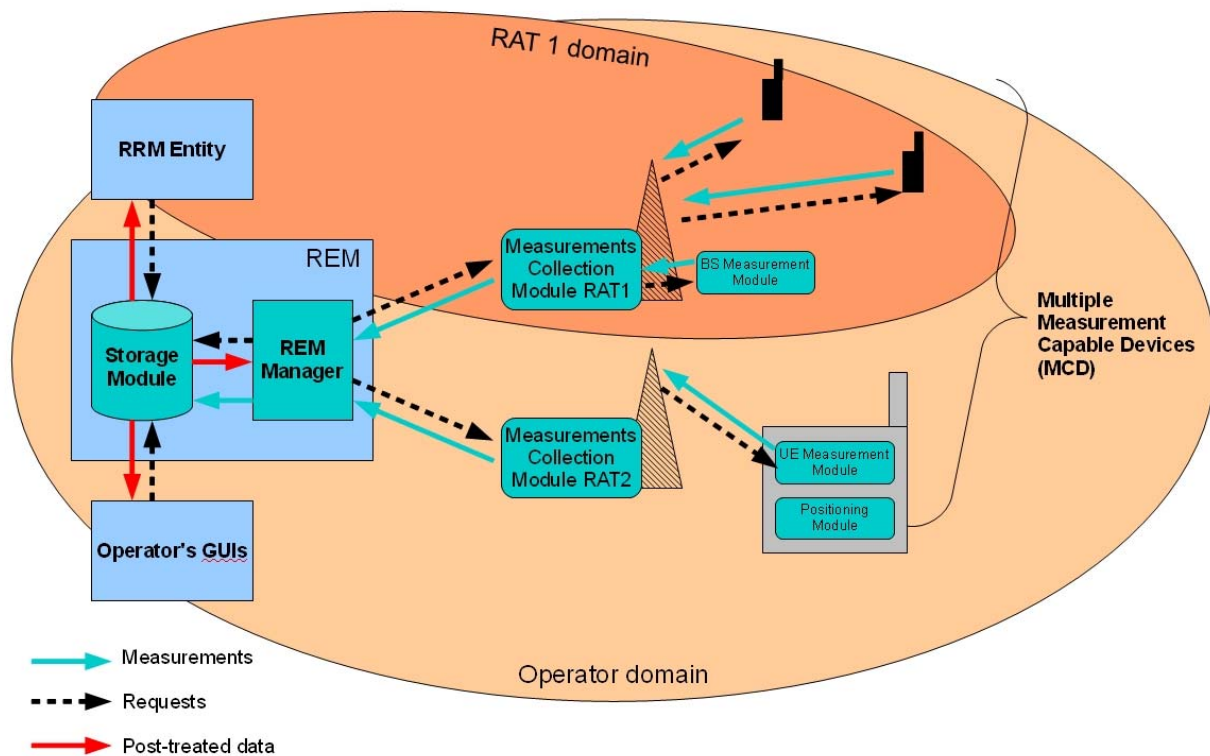 RAT 1 domain
RRM Entity
REM
Storage
Module
REM
Manager
Operator's GUIs
Measurements
Collection
Module RAT1
BS Measurement
Module
Measurements
Collection
Module RAT2
UE Measurement
Module
Positioning
Module
Multiple
Measurement
Capable Devices
(MCD)
Operator domain
Measurements
Requests
Post-treated data